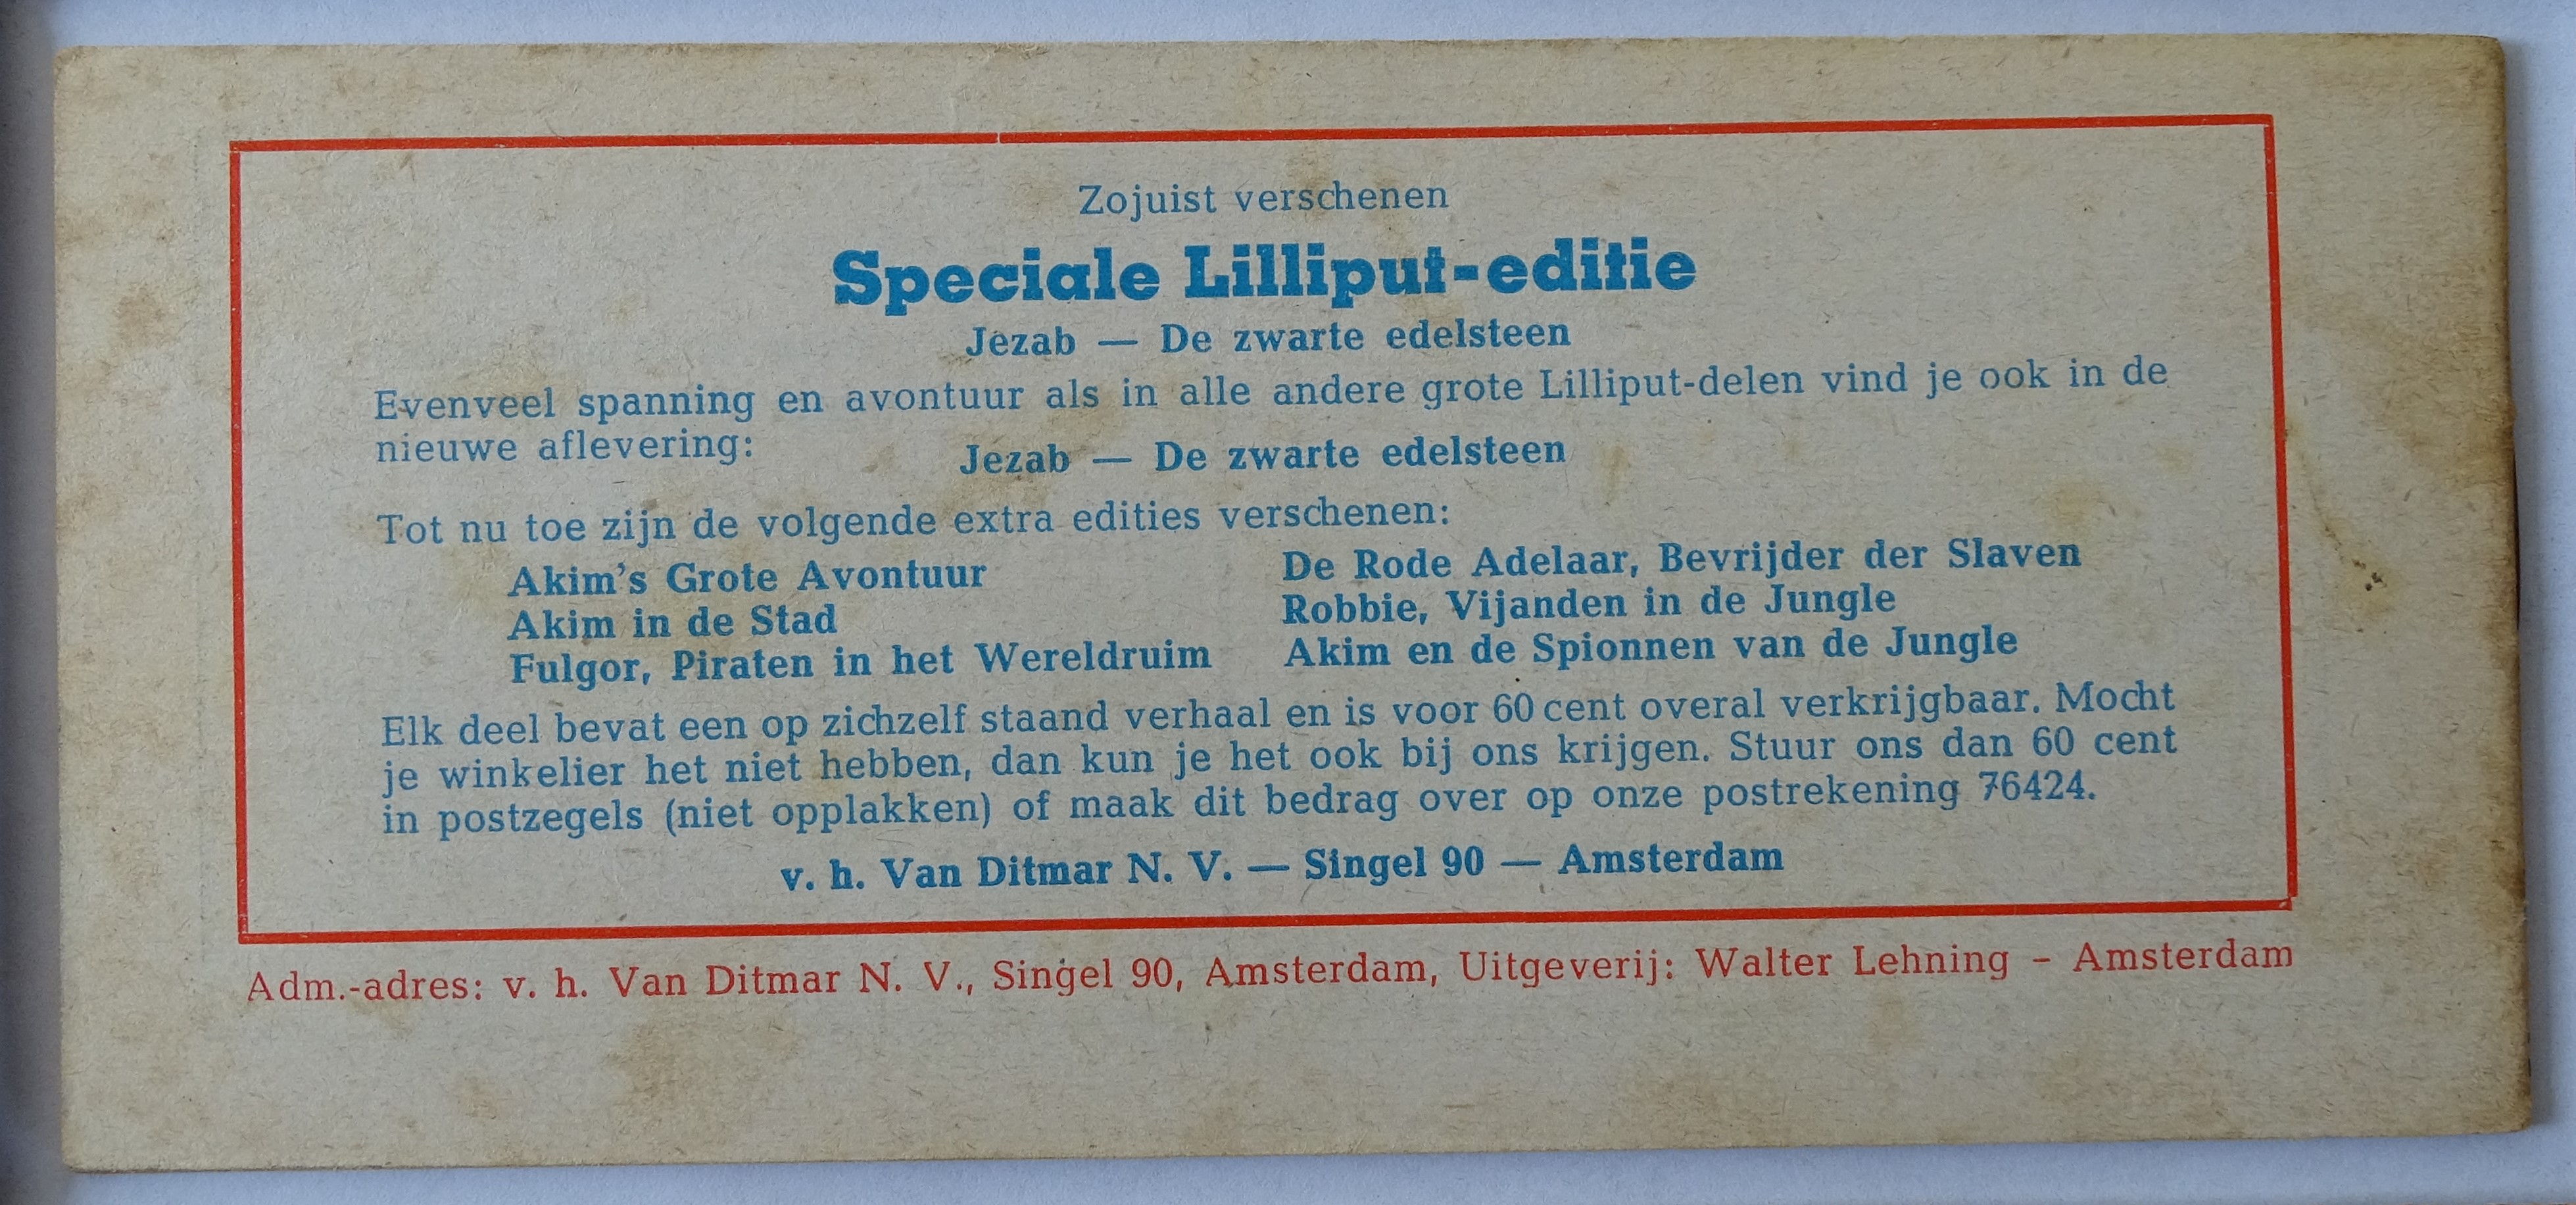 Zojuist verschenen
Speciale Lilliput-editie
Jezab — De zwarte edelsteen
Evenveel spanning en avontuur als in alle andere grote Lilliput-delen vind je ook in de
nieuwe aflevering:
Jezab — De zwarte edelsteen
Tot nu toe zijn de volgende extra edities verschenen:
Akim's Grote Avontuur
Akim in de Stad
Fulgor, Piraten in het Wereldruim
De Rode Adelaar, Bevrijder der Slaven
Robbie, Vijanden in de Jungle
Akim en de Spionnen van de Jungle
Elk deel bevat een op zichzelf staand verhaal en is voor 60 cent overal verkrijgbaar. Mocht
je winkelier het niet hebben, dan kun je het ook bij ons krijgen. Stuur ons dan 60 cent
in postzegels (niet opplakken) of maak dit bedrag over op onze postrekening 76424.
v. h. Van Ditmar N. V. — Singel 90 — Amsterdam
Adm.-adres: v. h. Van Ditmar N. V., Singel 90, Amsterdam, Uitgeverij: Walter Lehning - Amsterdam